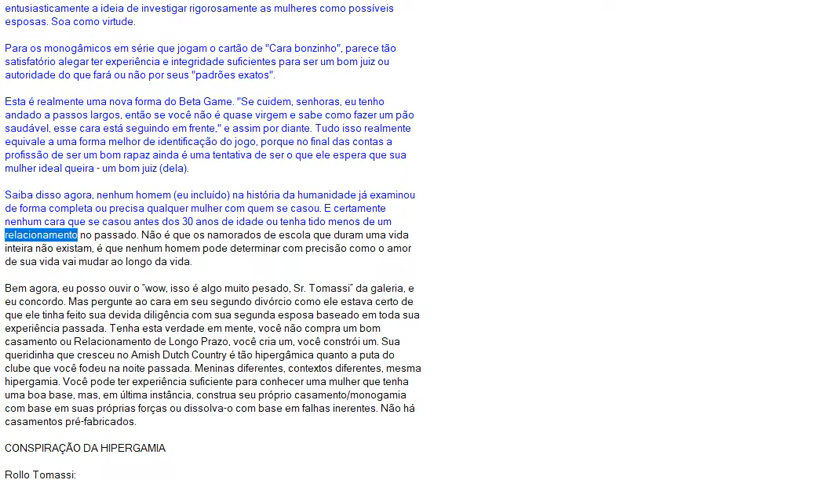 entusiasticamente a ideia de investigar rigorosamente as mulheres como possíveis
esposas. Soa como virtude.
Para os monogâmicos em série que jogam o cartão de "Cara bonzinho", parece tão
satisfatório alegar ter experiência e integridade suficientes para ser um bom juiz ou
autoridade do que fará ou não por seus "padrões exatos".
Esta é realmente uma nova forma do Beta Game. "Se cuidem, senhoras, eu tenho
andado a passos largos, então se você não é quase virgem e sabe como fazer um pão
saudável, esse cara está seguindo em frente," e assim por diante. Tudo isso realmente
equivale a uma forma melhor de identificação do jogo, porque no final das contas a
profissão de ser um bom rapaz ainda é uma tentativa de ser o que ele espera que sua
mulher ideal queira - um bom juiz (dela).
Saiba disso agora, nenhum homem (eu incluído) na história da humanidade já examinou
de forma completa ou precisa qualquer mulher com quem se casou. E certamente
nenhum cara que se casou antes dos 30 anos de idade ou tenha tido menos de um
relacionamento no passado. Não é que os namorados de escola que duram uma vida
inteira não existam, é que nenhum homem pode determinar com precisão como o amor
de sua vida vai mudar ao longo da vida.
Bem agora, eu posso ouvir o "wow, isso é algo muito pesado, Sr. Tomassi" da galeria, e
eu concordo. Mas pergunte ao cara em seu segundo divórcio como ele estava certo de
que ele tinha feito sua devida diligência com sua segunda esposa baseado em toda sua
experiência passada. Tenha esta verdade em mente, você não compra um bom
casamento ou Relacionamento de Longo Prazo, você cria um, você constrói um. Sua
queridinha que cresceu no Amish Dutch Country é tão hipergâmica quanto a puta do
clube que você fodeu na noite passada. Meninas diferentes, contextos diferentes, mesma
hipergamia. Você pode ter experiência suficiente para conhecer uma mulher que tenha
uma boa base, mas, em última instância, construa seu próprio casamento/monogamia
com base em suas próprias forças ou dissolva-o com base em falhas inerentes. Não há
casamentos pré-fabricados.
CONSPIRAÇÃO DA HIPERGAMIA
Rollo Tomassi: